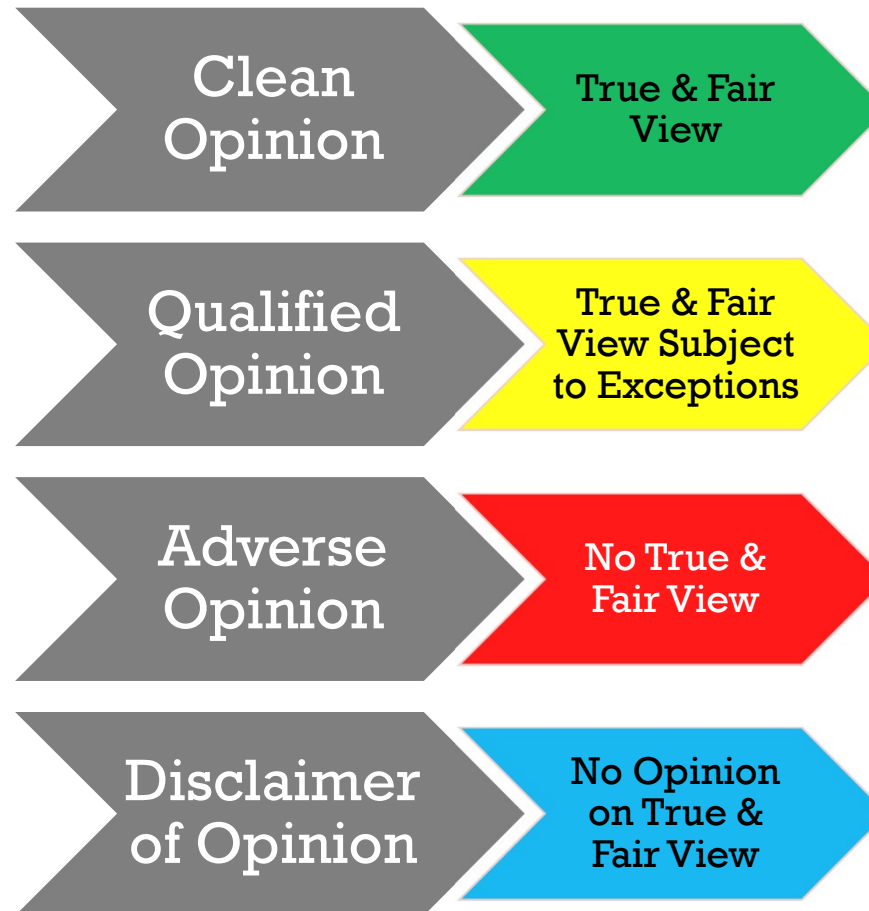 Clean
Opinion
True & Fair
View
Qualified
Opinion
True & Fair
View Subject
to Exceptions
Adverse
Opinion
No True &
Fair View
Disclaimer
of Opinion
No Opinion
on True &
Fair View